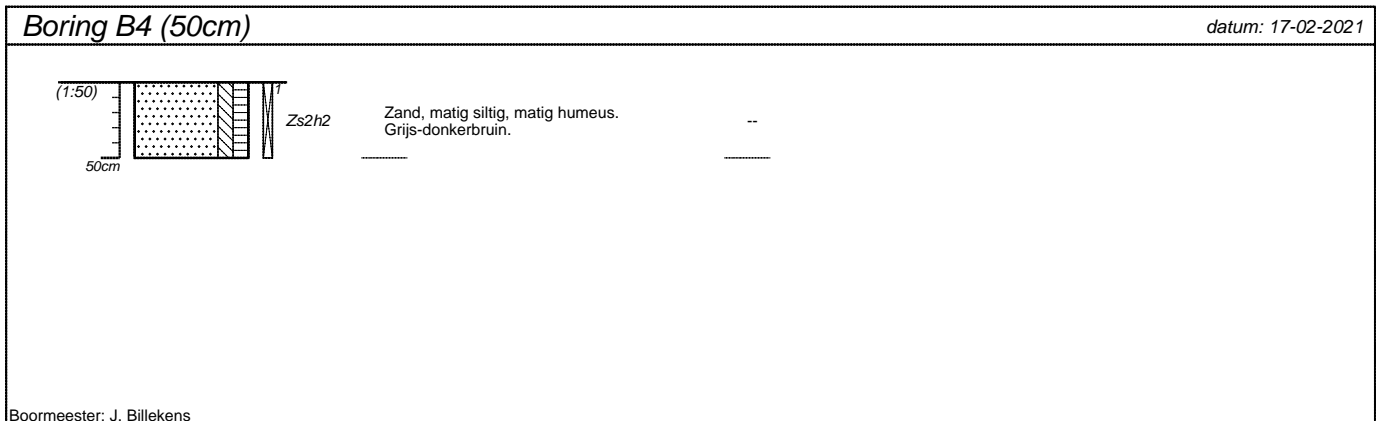 Boring B4 (50cm)
datum: 17-02-2021
(1:50)
1
Zs2h2
Zand, matig siltig, matig humeus.
Grijs-donkerbruin.
--
50cm
Boormeester: J. Billekens